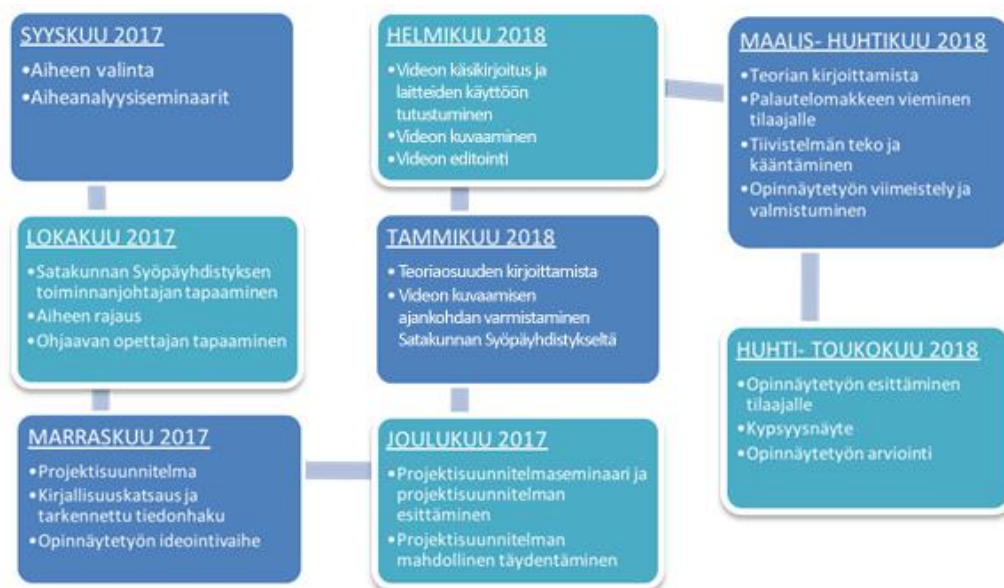 SYYSKUU 2017
•Aiheen valinta
•Aiheanalyysiseminaarit
LOKAKUU 2017
•Satakunnan Syöpäyhdistyksen
toiminnanjohtajan tapaaminen
•Aiheen rajaus
•Ohjaavan opettajan tapaaminen
MARRASKUU 2017
•Projektisuunnitelma
•Kirjallisuuskatsaus ja
tarkennettu tiedonhaku
•Opinnäytetyön ideointivaihe
JOULUKUU 2017
•Projektisuunnitelmaseminaari ja
projektisuunnitelman
esittäminen
•Projektisuunnitelman
mahdollinen täydentäminen
TAMMIKUU 2018
•Teoriaosuuden kirjoittamista
•Videon kuvaamisen
ajankohdan varmistaminen
Satakunnan Syöpäyhdistykseltä
HELMIKUU 2018
•Videon käsikirjoitus ja
laitteiden käyttöön
tutustuminen
•Videon kuvaaminen
•Videon editointi
MAALIS- HUHTIKUU 2018
•Teorian kirjoittamista
•Palautelomakkeen vieminen
tilaajalle
•Tiivistelmän teko ja
kääntäminen
•Opinnäytetyön viimeistely ja
valmistuminen
HUHTI- TOUKOKUU 2018
•Opinnäytetyön esittäminen
tilaajalle
•Kypsyysnäyte
•Opinnäytetyön arviointi